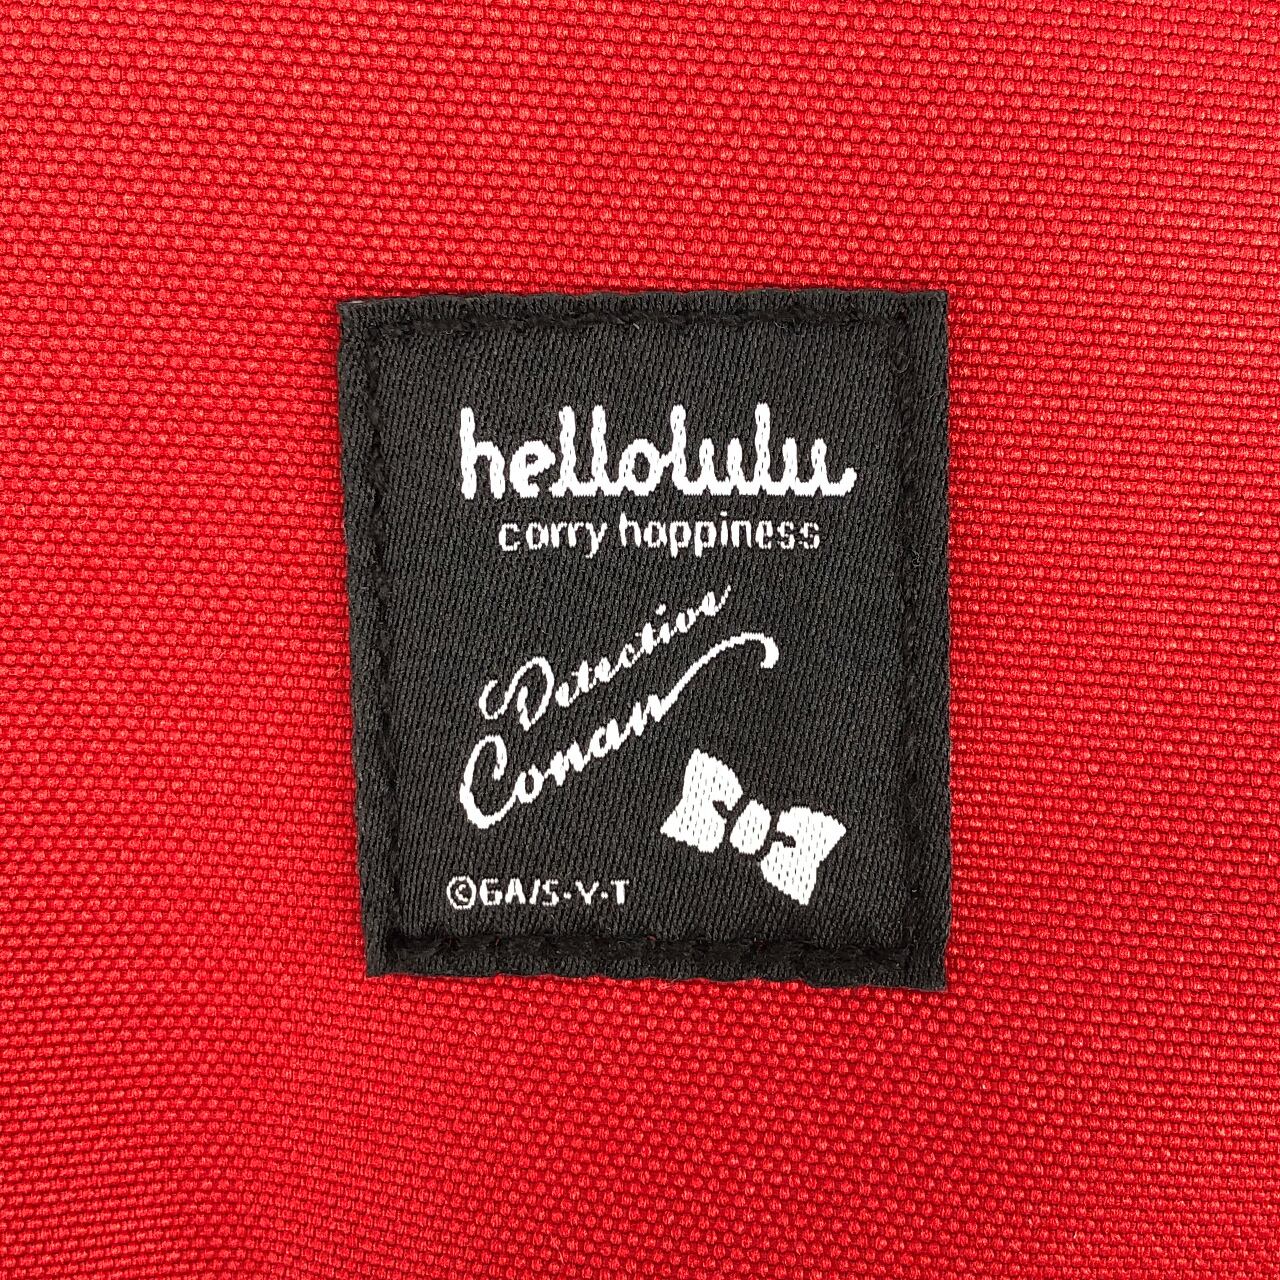 hellolulu
carry happiness
Detective
Conan
©GA/S·Y·T